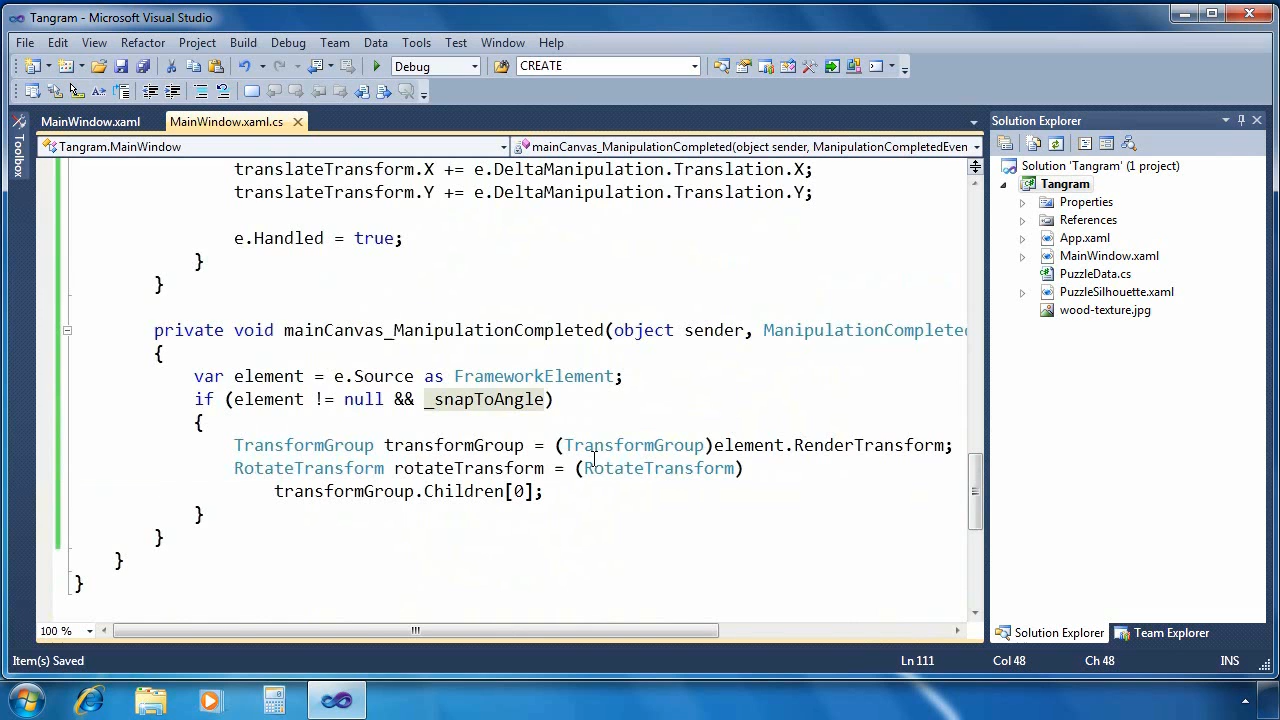 Tangram - Microsoft Visual Studio
File Edit View Refactor Project Build Debug Team Data Tools Test Window Help
Debug CREATE
MainWindow.xaml MainWindow.xaml.cs
Toolbox
Tangram.MainWindow mainCanvas_ManipulationCompleted(object sender, ManipulationCompletedEven
translateTransform.X += e.DeltaManipulation.Translation.X;
translateTransform.Y += e.DeltaManipulation.Translation.Y;
e.Handled = true;
}
}
private void mainCanvas_ManipulationCompleted(object sender, ManipulationCompleted
{
var element = e.Source as FrameworkElement;
if (element != null && _snapToAngle)
{
TransformGroup transformGroup = (TransformGroup)element.RenderTransform;
RotateTransform rotateTransform = (RotateTransform)
transformGroup.Children[0];
}
}
}
}
100 %
Solution Explorer
Solution 'Tangram' (1 project)
Tangram
Properties
References
App.xaml
MainWindow.xaml
PuzzleData.cs
PuzzleSilhouette.xaml
wood-texture.jpg
Solution Explorer Team Explorer
Item(s) Saved Ln 111 Col 48 Ch 48 INS